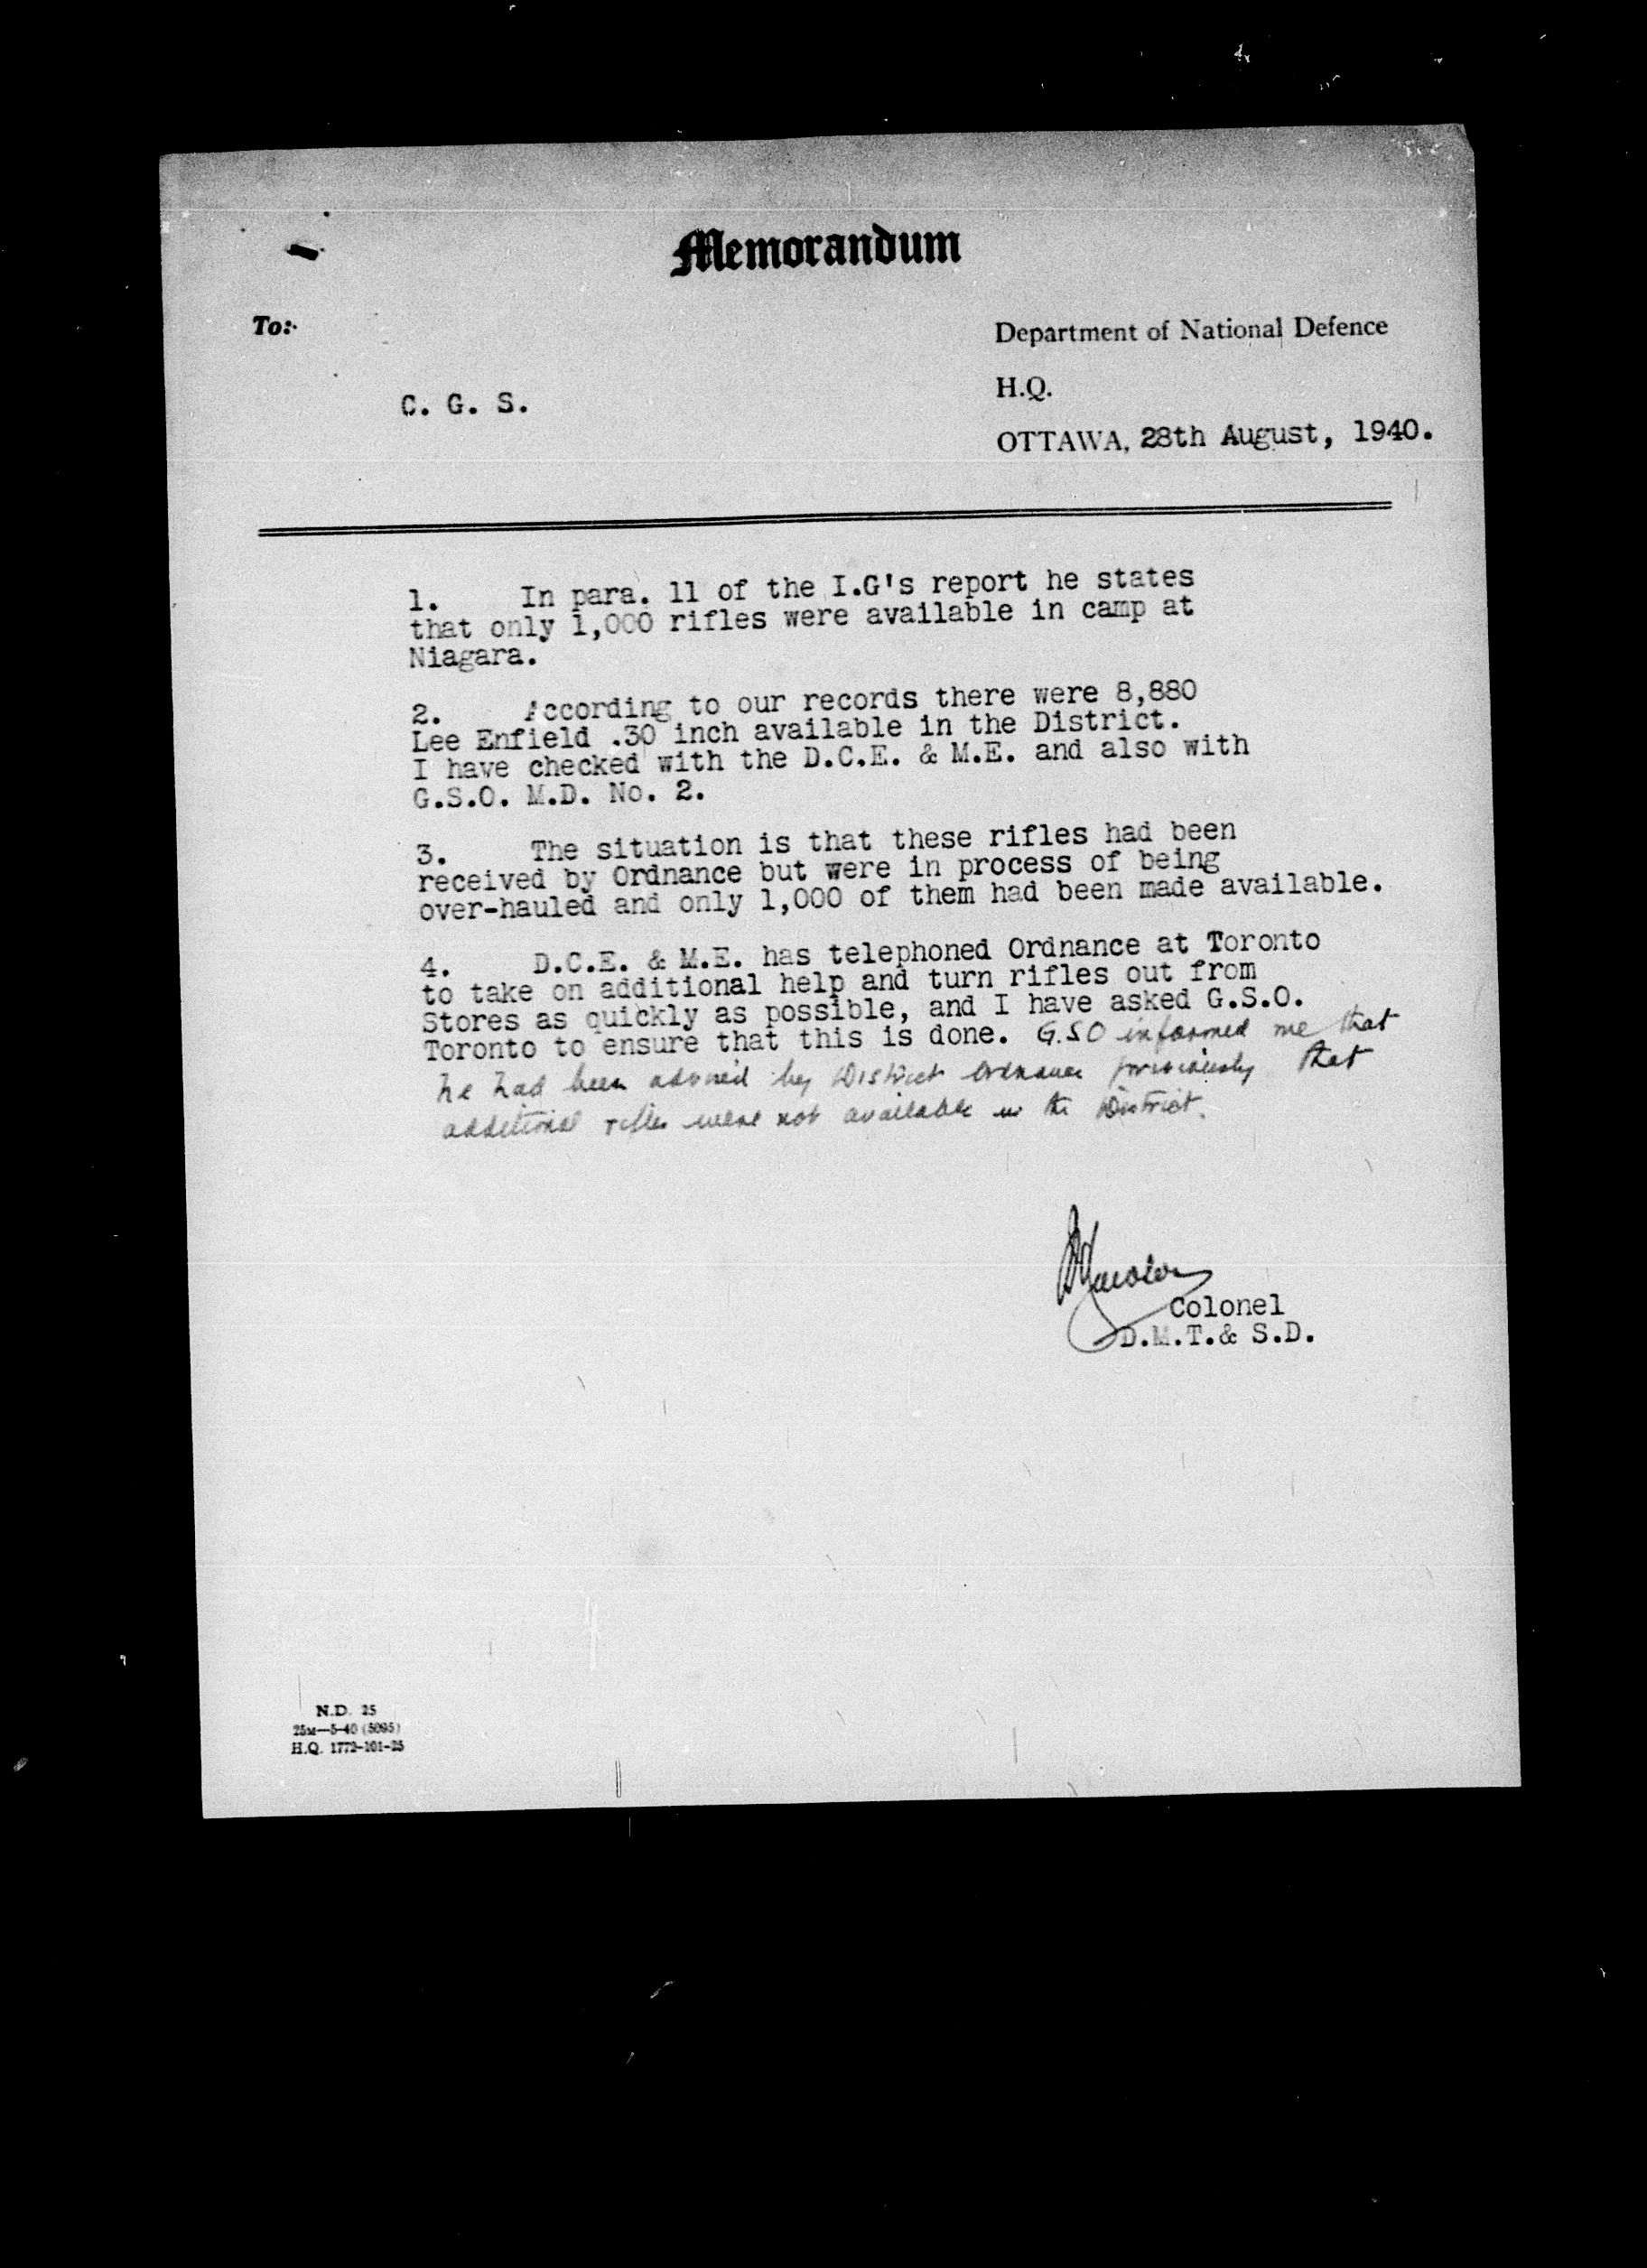 Memorandum
To:-
Department of National Defence
H.Q.
C. G. S.
OTTAWA, 28th August, 1940.
1. In para. 11 of the I.G's report he states
that only 1,000 rifles were available in camp at
Niagara.
2. According to our records there were 8,880
Lee Enfield .30 inch available in the District.
I have checked with the D.C.E. & M.E. and also with
G.S.O. M.D. No. 2.
3. The situation is that these rifles had been
received by Ordnance but were in process of being
over-hauled and only 1,000 of them had been made available.
4. D.C.E. & M.E. has telephoned Ordnance at Toronto
to take on additional help and turn rifles out from
Stores as quickly as possible, and I have asked G.S.O.
Toronto to ensure that this is done. G.S.O informed me that
he had been advised by District Ordnance previously that
additional rifles were not available in the District.
Colonel
D.M.T.& S.D.
N.D. 25
25M—5-40 (5095)
H.Q. 1772-101-25